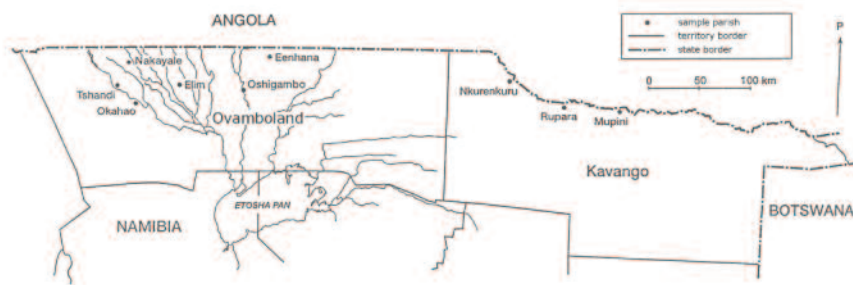 ANGOLA
sample parish
territory border
state border
P
0 50 100 km
Nakayale
Eenhana
Tshandi
Elim
Oshigambo
Okahao
Ovamboland
Nkurenkuru
Rupara
Mupini
Kavango
ETOSHA PAN
NAMIBIA
BOTSWANA